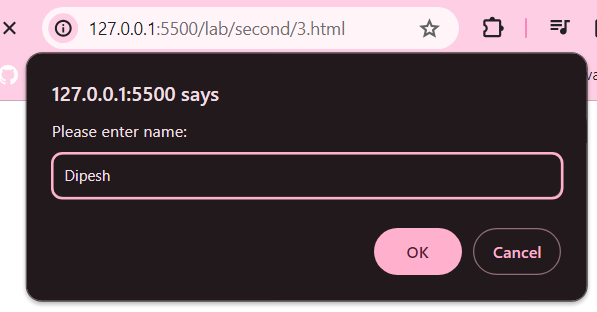 127.0.0.1:5500/lab/second/3.html
127.0.0.1:5500 says
Please enter name:
Dipesh
OK
Cancel